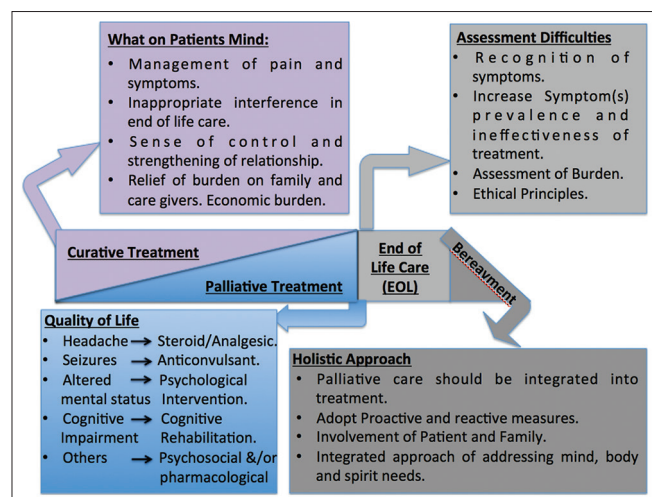 What on Patients Mind:
• Management of pain and
symptoms.
• Inappropriate interference in
end of life care.
• Sense of control and
strengthening of relationship.
• Relief of burden on family and
care givers. Economic burden.
Assessment Difficulties
• Recognition of
symptoms.
• Increase Symptom(s)
prevalence and
ineffectiveness of
treatment.
• Assessment of Burden.
• Ethical Principles.
Curative Treatment
Palliative Treatment
End of
Life Care
(EOL)
Bereavment
Quality of Life
• Headache → Steroid/Analgesic.
• Seizures → Anticonvulsant.
• Altered → Psychological
mental status Intervention.
• Cognitive → Cognitive
Impairment Rehabilitation.
• Others → Psychosocial &/or
pharmacological
Holistic Approach
• Palliative care should be integrated into
treatment.
• Adopt Proactive and reactive measures.
• Involvement of Patient and Family.
• Integrated approach of addressing mind, body
and spirit needs.